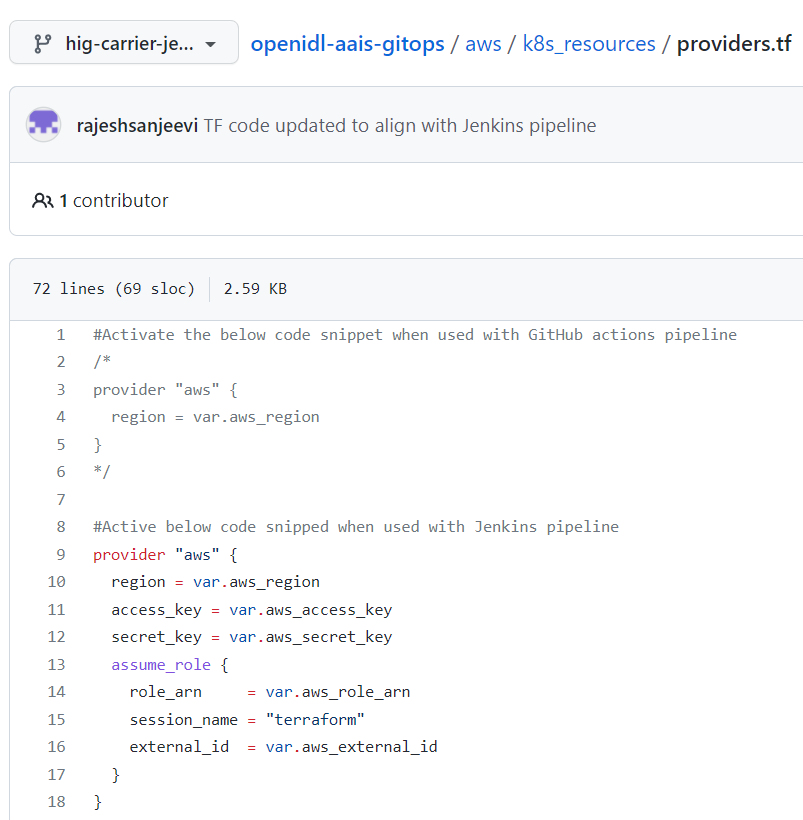 hig-carrier-je... openidl-aais-gitops / aws / k8s_resources / providers.tf
rajeshsanjeevi TF code updated to align with Jenkins pipeline
1 contributor
72 lines (69 sloc) 2.59 KB
1 #Activate the below code snippet when used with GitHub actions pipeline
2 /*
3 provider "aws" {
4   region = var.aws_region
5 }
6 */
7
8 #Active below code snipped when used with Jenkins pipeline
9 provider "aws" {
10   region = var.aws_region
11   access_key = var.aws_access_key
12   secret_key = var.aws_secret_key
13   assume_role {
14     role_arn     = var.aws_role_arn
15     session_name = "terraform"
16     external_id  = var.aws_external_id
17   }
18 }